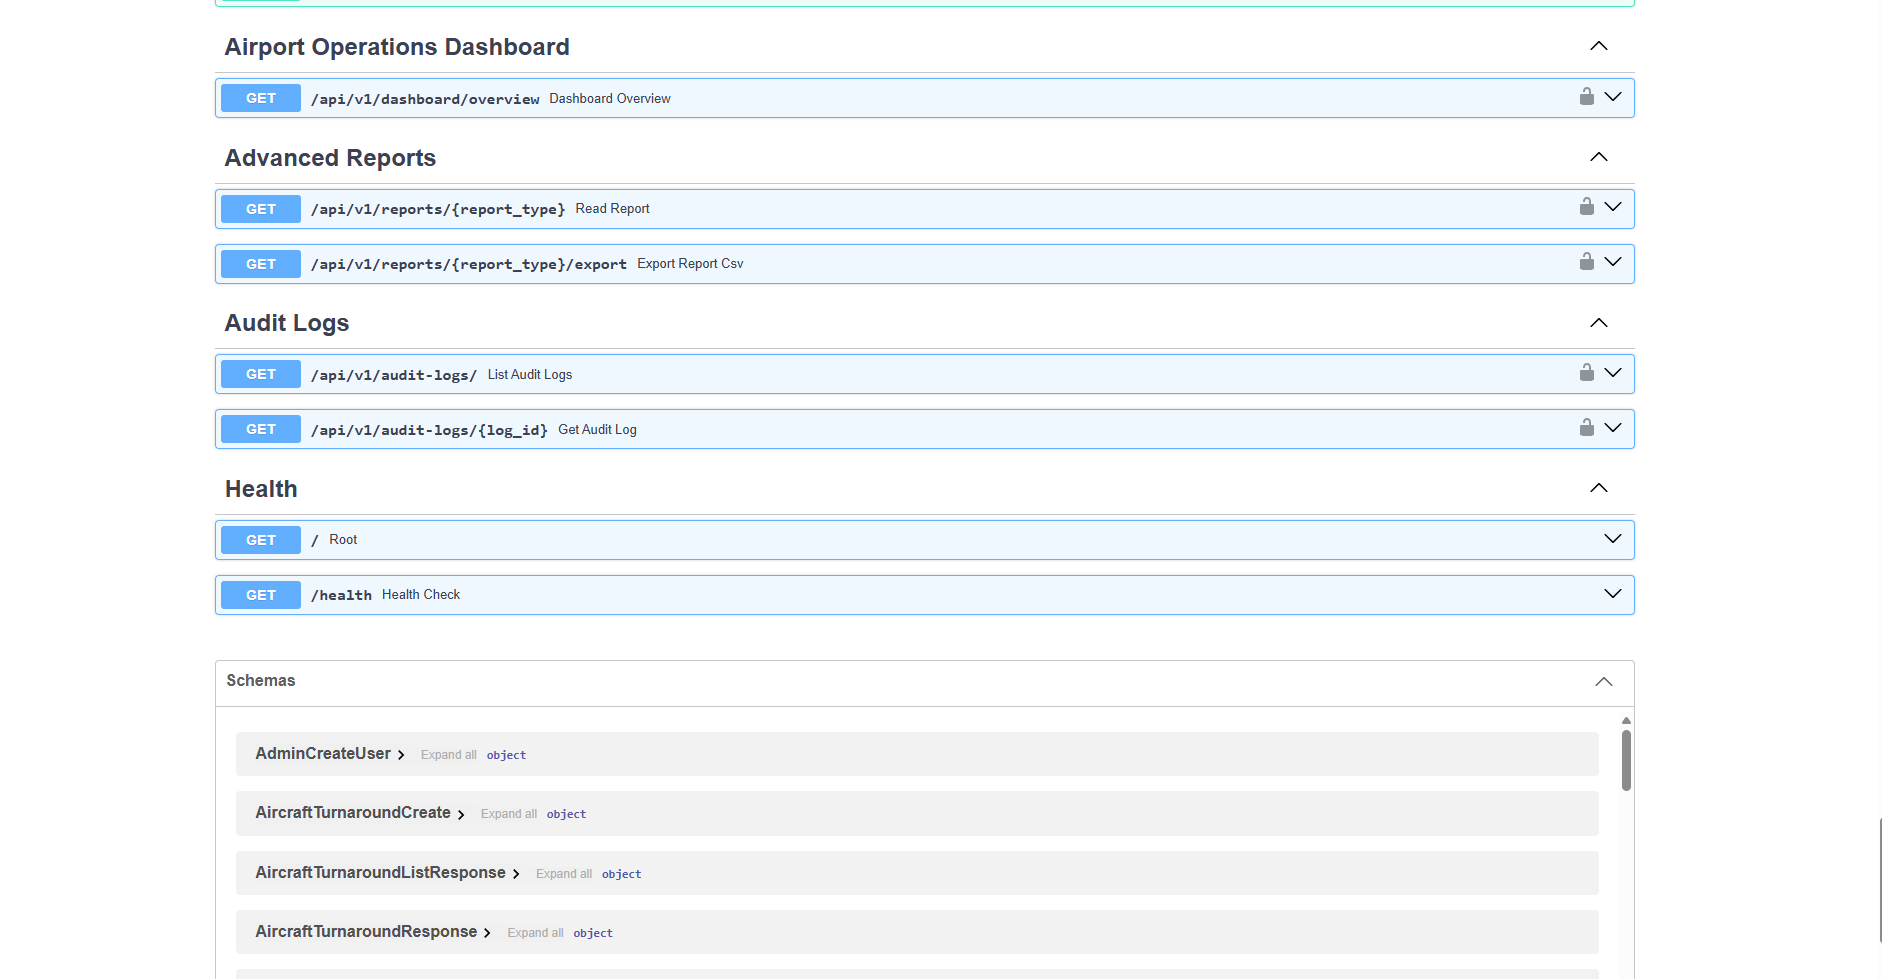 Airport Operations Dashboard
GET /api/v1/dashboard/overview Dashboard Overview
Advanced Reports
GET /api/v1/reports/{report_type} Read Report
GET /api/v1/reports/{report_type}/export Export Report Csv
Audit Logs
GET /api/v1/audit-logs/ List Audit Logs
GET /api/v1/audit-logs/{log_id} Get Audit Log
Health
GET / Root
GET /health Health Check
Schemas
AdminCreateUser Expand all object
AircraftTurnaroundCreate Expand all object
AircraftTurnaroundListResponse Expand all object
AircraftTurnaroundResponse Expand all object